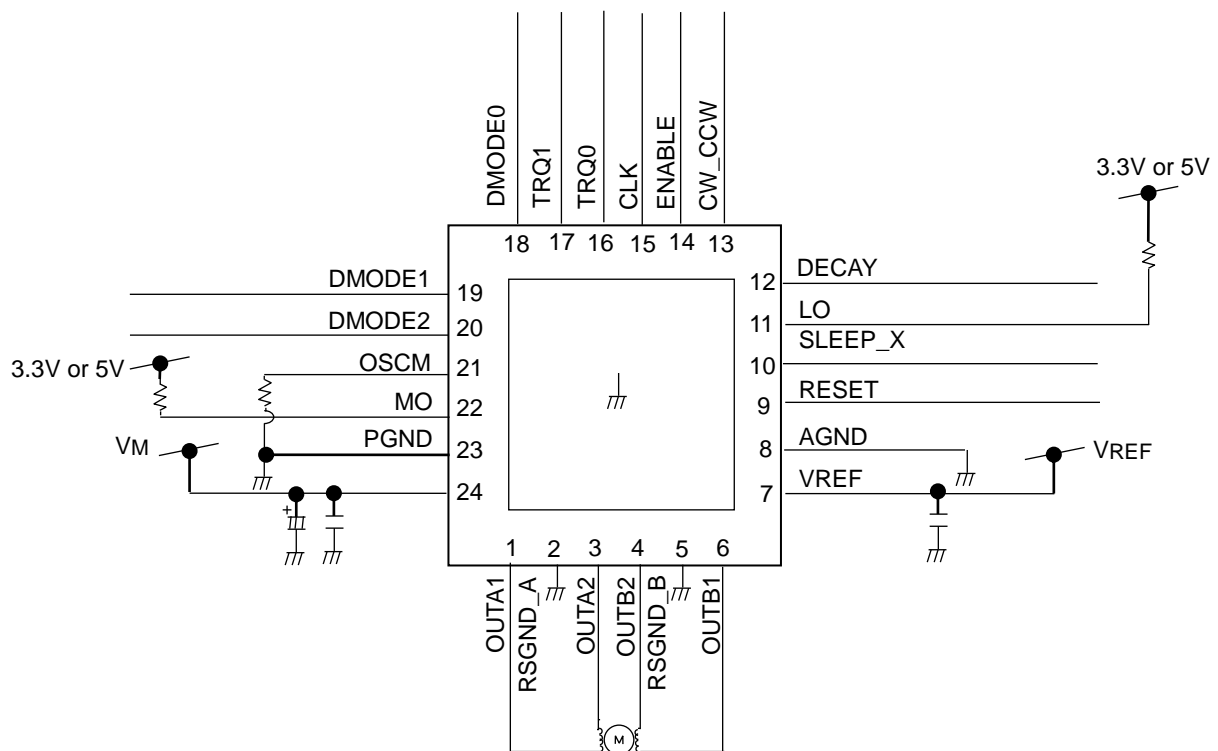 DMODE0
TRQ1
TRQ0
CLK
ENABLE
CW_CCW
3.3V or 5V
18 17 16 15 14 13
DMODE1
19
DMODE2
20
3.3V or 5V
OSCM
21
MO
22
VM
PGND
23
24
12
DECAY
11
LO
SLEEP_X
10
9
RESET
8
AGND
VREF
7
VREF
+
1 2 3 4 5 6
OUTA1
RSGND_A
OUTA2
OUTB2
RSGND_B
OUTB1
M